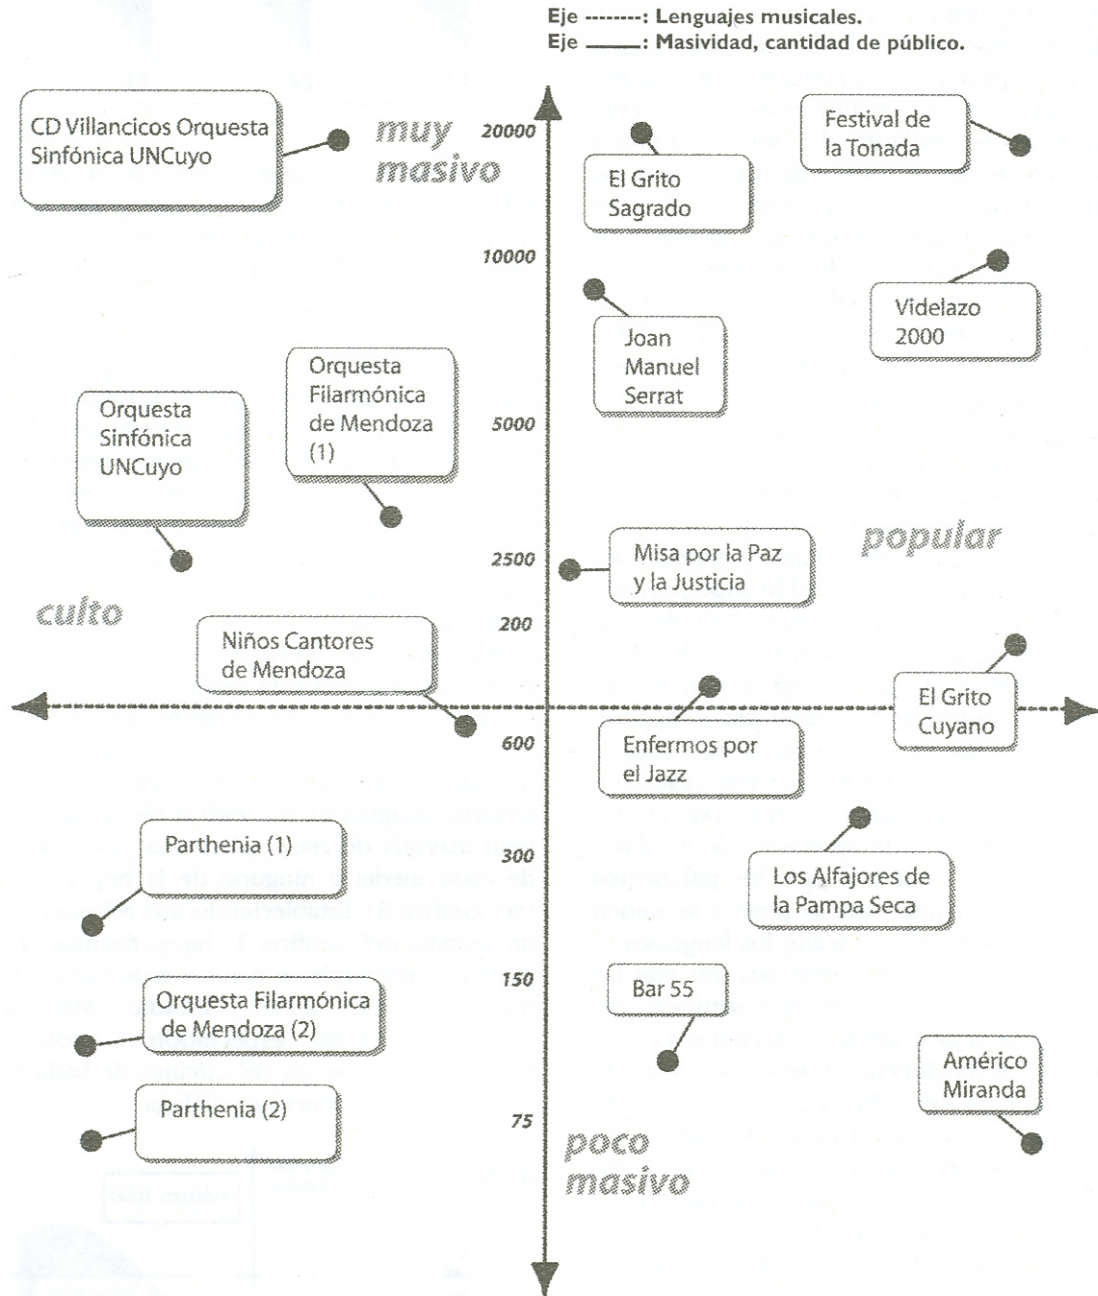 Eje --------: Lenguajes musicales.
Eje ______: Masividad, cantidad de público.
CD Villancicos Orquesta
Sinfónica UNCuyo
muy
masivo
20000
El Grito
Sagrado
Festival de
la Tonada
10000
Joan
Manuel
Serrat
Videlazo
2000
Orquesta
Sinfónica
UNCuyo
Orquesta
Filarmónica
de Mendoza
(1)
5000
2500
Misa por la Paz
y la Justicia
popular
culto
Niños Cantores
de Mendoza
200
El Grito
Cuyano
600
Enfermos por
el Jazz
Parthenia (1)
300
Los Alfajores de
la Pampa Seca
Orquesta Filarmónica
de Mendoza (2)
150
Bar 55
Américo
Miranda
Parthenia (2)
75
poco
masivo